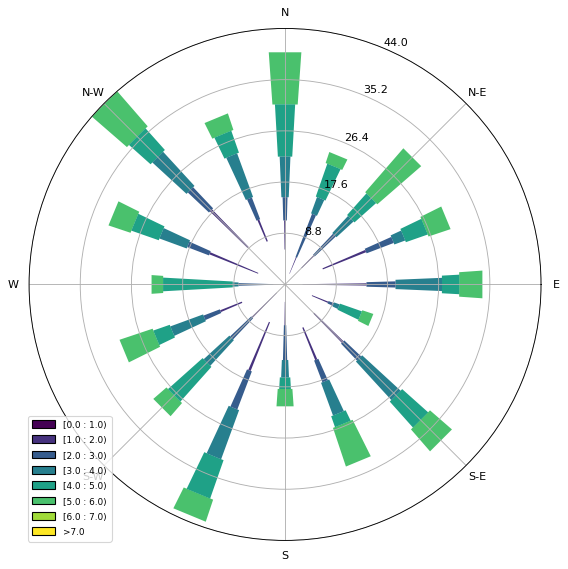 N
44.0
N-W
35.2
N-E
26.4
17.6
8.8
W
E
[0.0 : 1.0)
[1.0 : 2.0)
[2.0 : 3.0)
[3.0 : 4.0)
[4.0 : 5.0)
[5.0 : 6.0)
[6.0 : 7.0)
>7.0
S-W
S-E
S